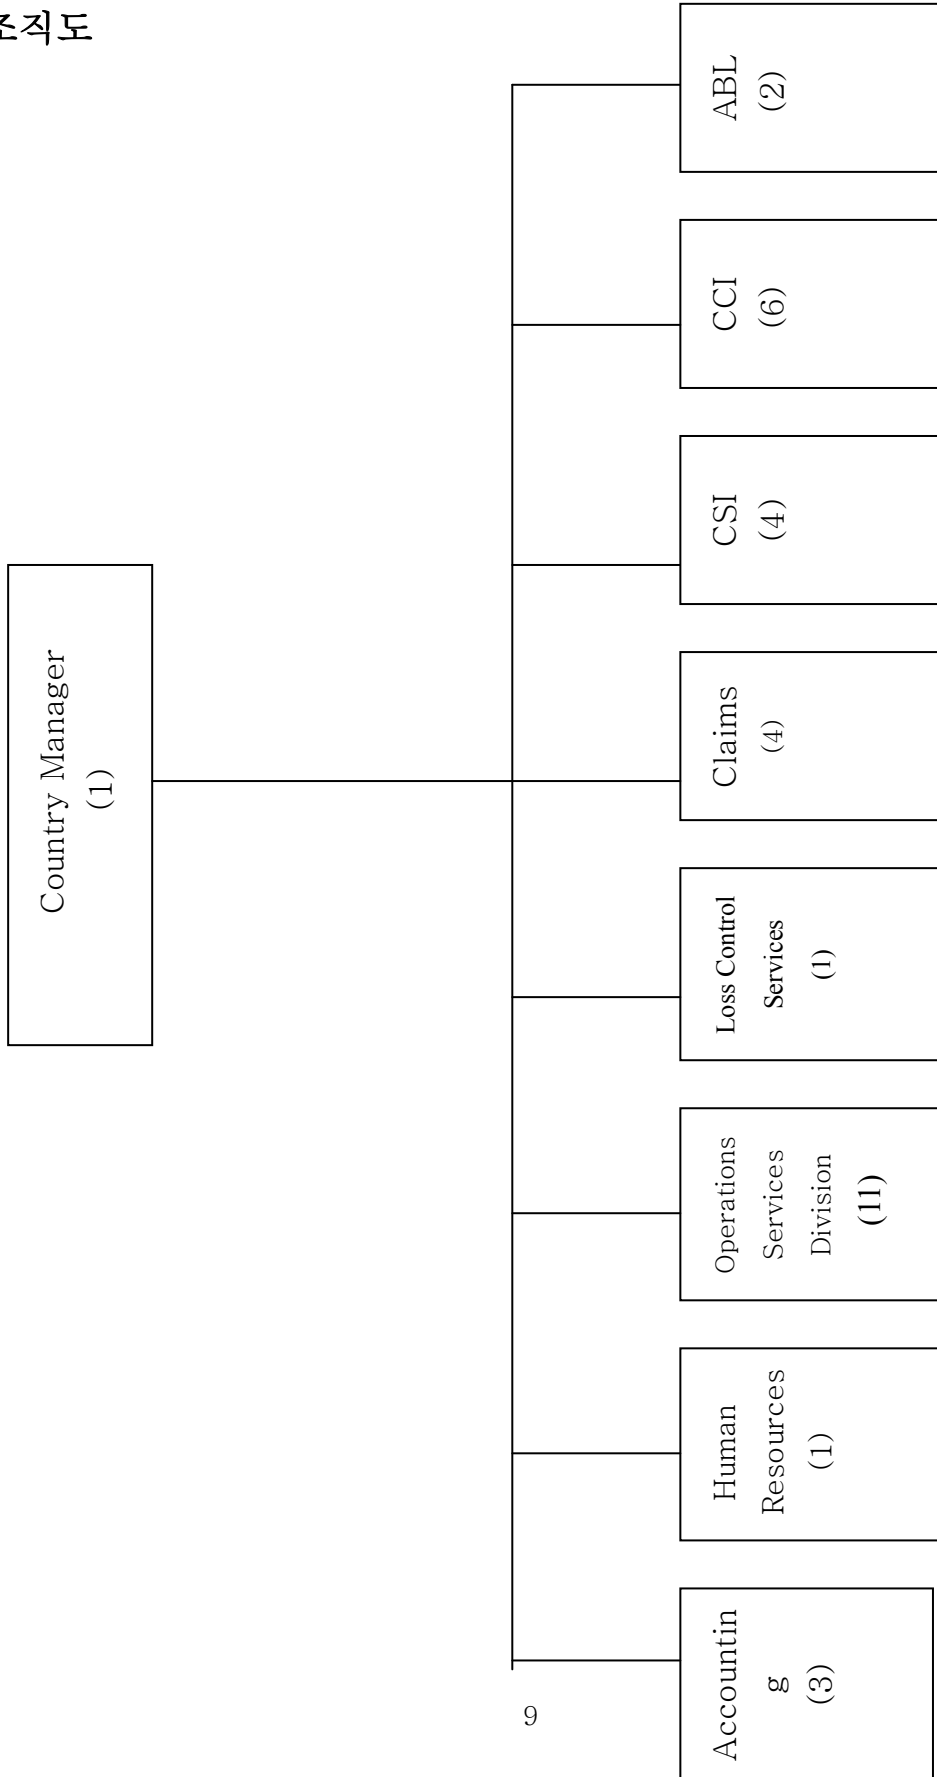 조직도
Country Manager
(1)
Accountin
g
(3)
Human
Resources
(1)
Operations
Services
Division
(11)
Loss Control
Services
(1)
Claims
(4)
CSI
(4)
CCI
(6)
ABL
(2)
9